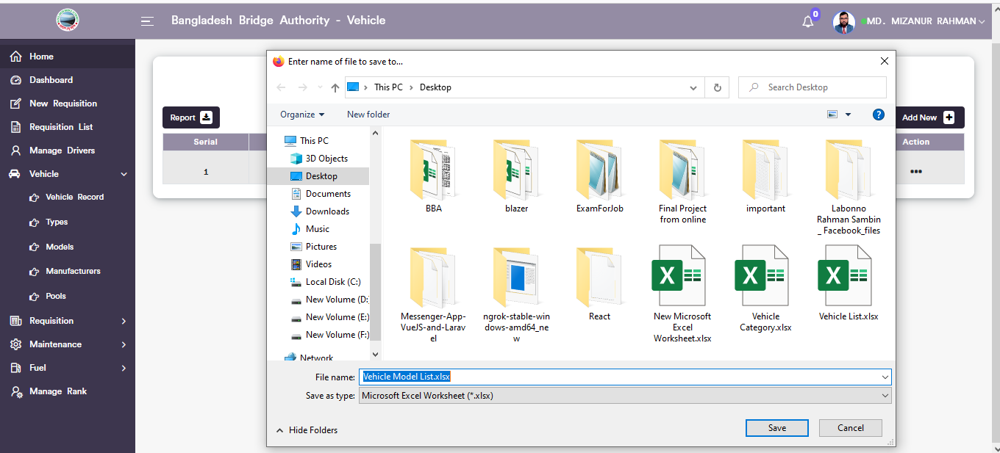 Bangladesh Bridge Authority - Vehicle
0
MD. MIZANUR RAHMAN
Home
Dashboard
New Requisition
Requisition List
Manage Drivers
Vehicle
Vehicle Record
Types
Models
Manufacturers
Pools
Requisition
Maintenance
Fuel
Manage Rank
Report
Serial
1
Add New
Action
Enter name of file to save to...
This PC
Desktop
Search Desktop
Organize
New folder
?
This PC
3D Objects
Desktop
Documents
Downloads
Music
Pictures
Videos
Local Disk (C:)
New Volume (D:
New Volume (E:)
New Volume (F:)
Network
BBA
blazer
ExamForJob
Final Project
from online
important
Labonno
Rahman Sambin
_ Facebook_files
Messenger-App-
VueJS-and-Larav
el
ngrok-stable-win
dows-amd64_ne
w
React
X
New Microsoft
Excel
Worksheet.xlsx
X
Vehicle
Category.xlsx
X
Vehicle List.xlsx
File name:
Vehicle Model List.xlsx
Save as type:
Microsoft Excel Worksheet (*.xlsx)
Hide Folders
Save
Cancel